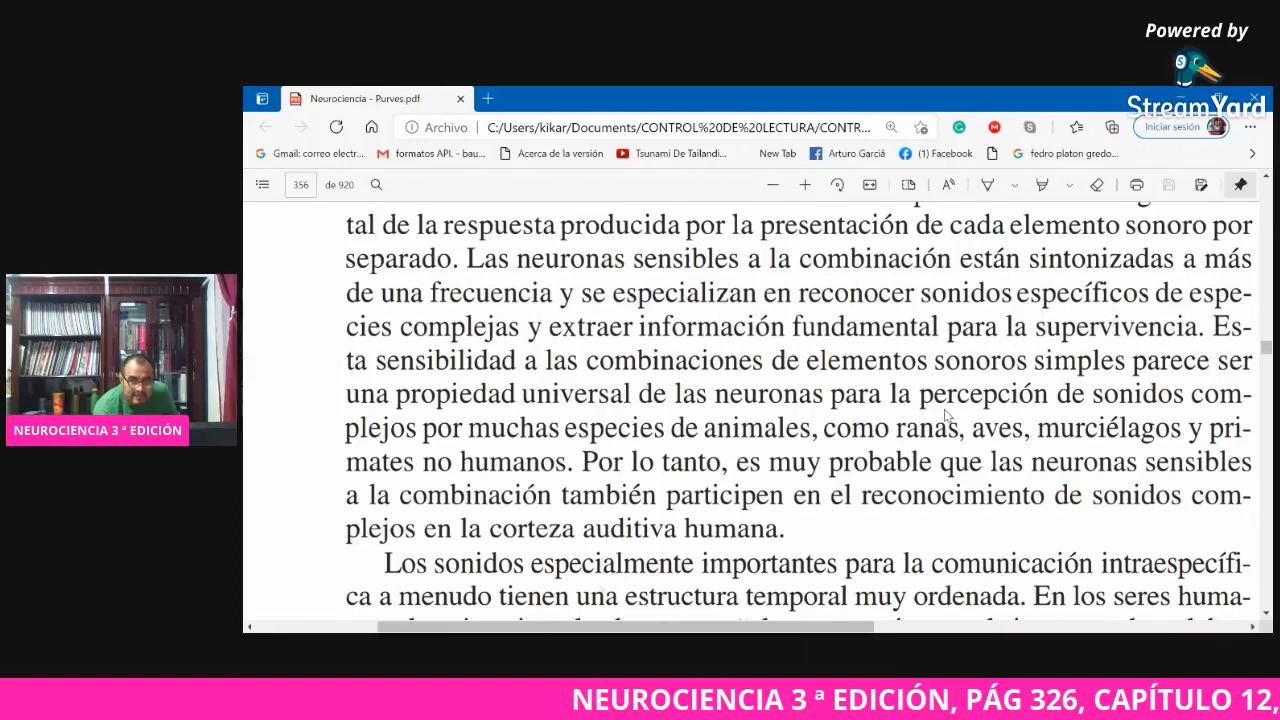 Powered by
StreamYard
Neurociencia - Purves.pdf
Archivo
C:/Users/kikar/Documents/CONTROL%20DE%20LECTURA/CONTR...
Iniciar sesión
Gmail: correo electr...
formatos APL - bau...
Acerca de la versión
Tsunami De Tailandi...
New Tab
Arturo Garciá
(1) Facebook
fedro platon gredo...
356
de 920
tal de la respuesta producida por la presentación de cada elemento sonoro por
separado. Las neuronas sensibles a la combinación están sintonizadas a más
de una frecuencia y se especializan en reconocer sonidos específicos de espe-
cies complejas y extraer información fundamental para la supervivencia. Es-
ta sensibilidad a las combinaciones de elementos sonoros simples parece ser
una propiedad universal de las neuronas para la percepción de sonidos com-
plejos por muchas especies de animales, como ranas, aves, murciélagos y pri-
mates no humanos. Por lo tanto, es muy probable que las neuronas sensibles
a la combinación también participen en el reconocimiento de sonidos com-
plejos en la corteza auditiva humana.
Los sonidos especialmente importantes para la comunicación intraespecífi-
ca a menudo tienen una estructura temporal muy ordenada. En los seres huma-
NEUROCIENCIA 3 ª EDICIÓN
NEUROCIENCIA 3 ª EDICIÓN, PÁG 326, CAPÍTULO 12,